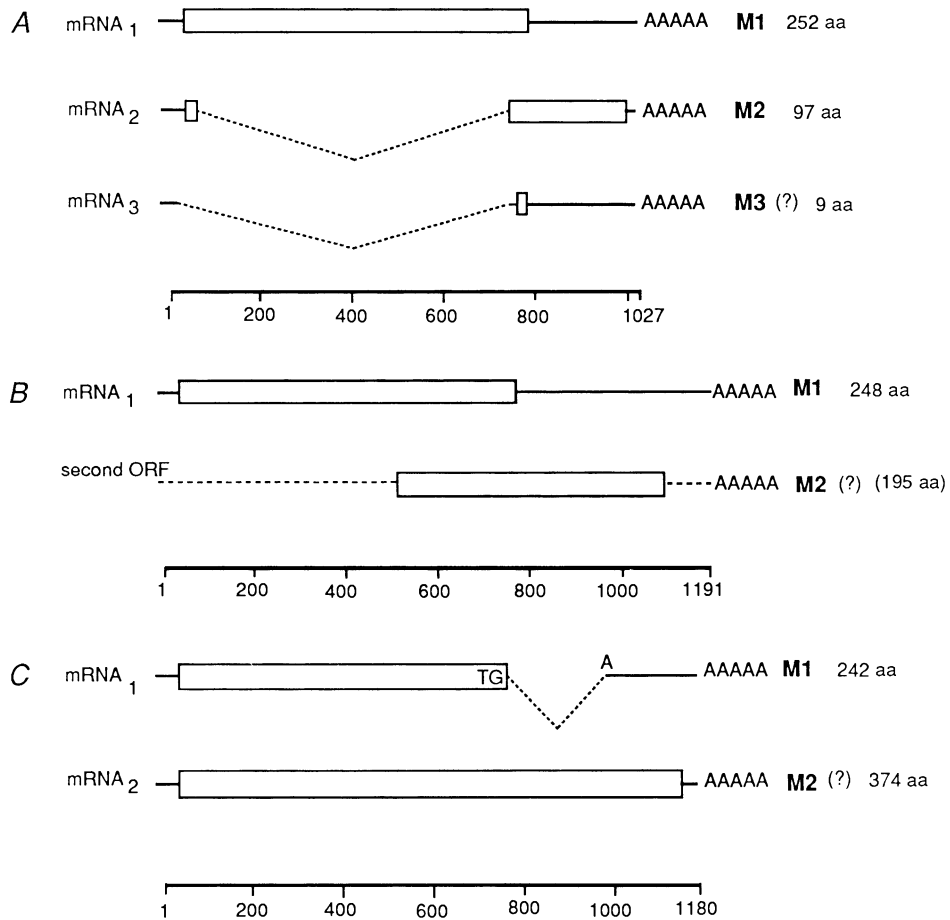 A mRNA 1 AAAAA M1 252 aa
mRNA 2 AAAAA M2 97 aa
mRNA 3 AAAAA M3 (?) 9 aa
1 200 400 600 800 1027
B mRNA 1 AAAAA M1 248 aa
second ORF AAAAA M2 (?) (195 aa)
1 200 400 600 800 1000 1191
C mRNA 1 TG A AAAAA M1 242 aa
mRNA 2 AAAAA M2 (?) 374 aa
1 200 400 600 800 1000 1180